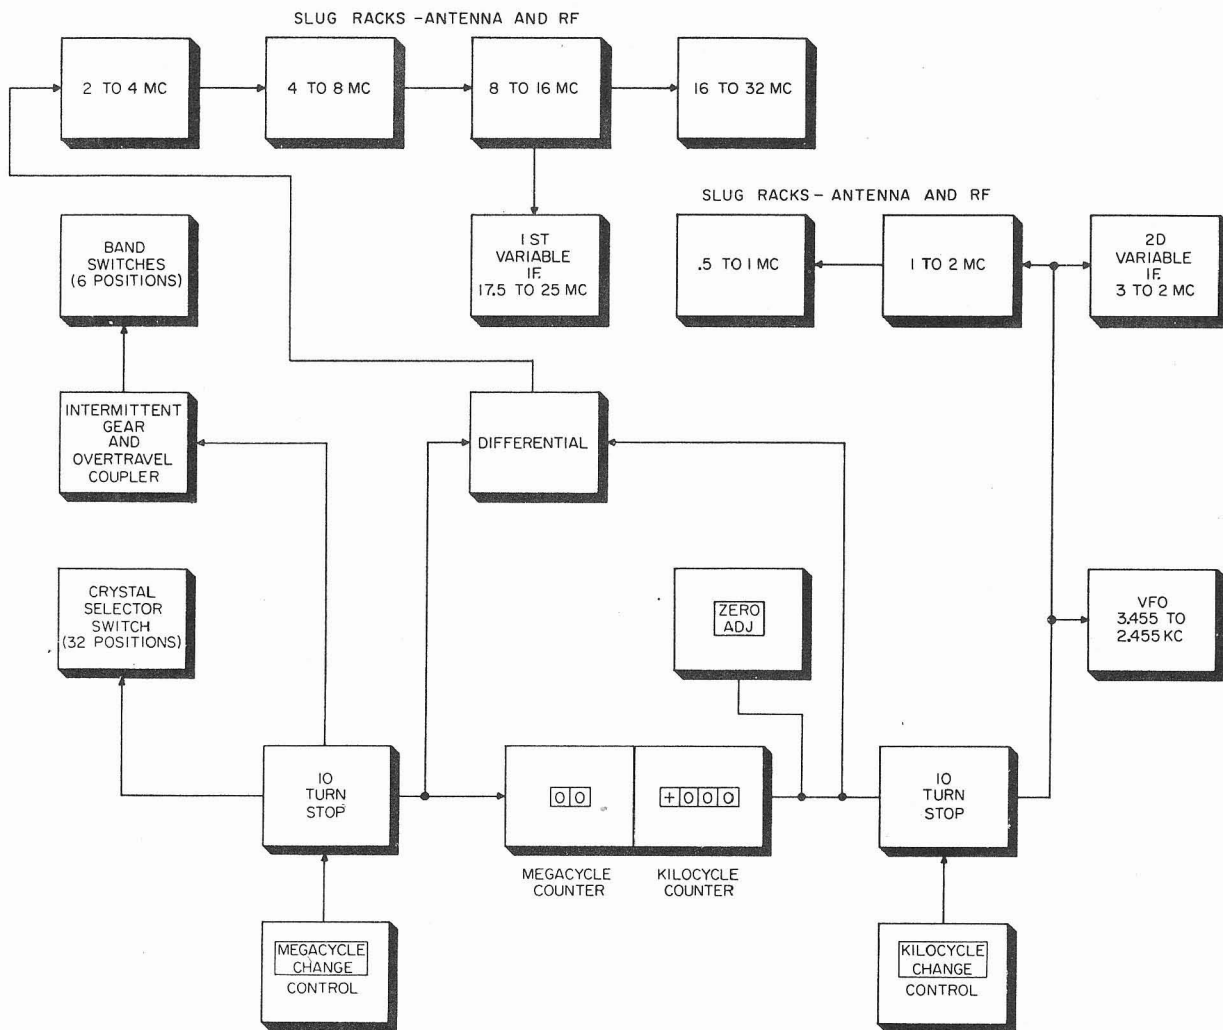 SLUG RACKS - ANTENNA AND RF
2 TO 4 MC
4 TO 8 MC
8 TO 16 MC
16 TO 32 MC
SLUG RACKS - ANTENNA AND RF
BAND
SWITCHES
(6 POSITIONS)
1 ST
VARIABLE
IF.
17.5 TO 25 MC
.5 TO 1 MC
1 TO 2 MC
2D
VARIABLE
IF.
3 TO 2 MC
INTERMITTENT
GEAR
AND
OVERTRAVEL
COUPLER
DIFFERENTIAL
CRYSTAL
SELECTOR
SWITCH
(32 POSITIONS)
ZERO
ADJ
VFO
3.455 TO
2.455 KC
10
TURN
STOP
00
+000
10
TURN
STOP
MEGACYCLE
COUNTER
KILOCYCLE
COUNTER
MEGACYCLE
CHANGE
CONTROL
KILOCYCLE
CHANGE
CONTROL